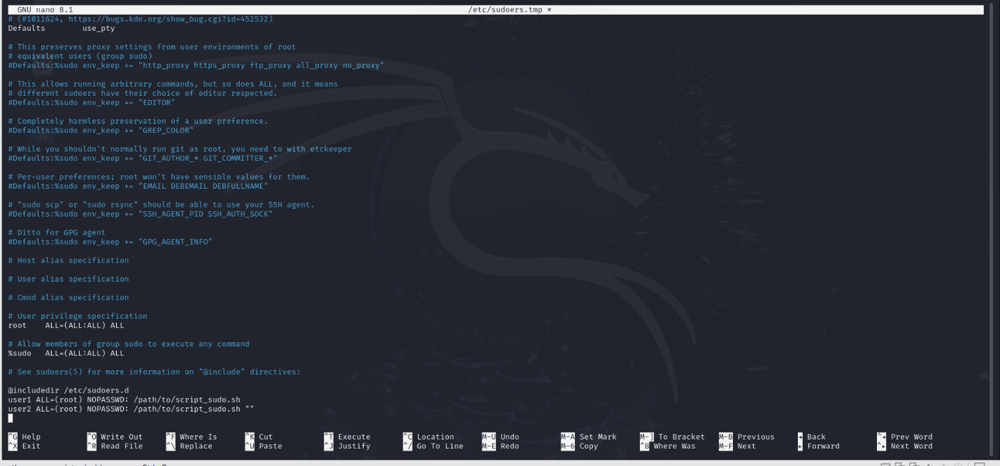 GNU nano 8.1 /etc/sudoers.tmp *
# (#1011624, https://bugs.kde.org/show_bug.cgi?id=452532)
Defaults use_pty
# This preserves proxy settings from user environments of root
# equivalent users (group sudo)
#Defaults:%sudo env_keep += "http_proxy https_proxy ftp_proxy all_proxy no_proxy"
# This allows running arbitrary commands, but so does ALL, and it means
# different sudoers have their choice of editor respected.
#Defaults:%sudo env_keep += "EDITOR"
# Completely harmless preservation of a user preference.
#Defaults:%sudo env_keep += "GREP_COLOR"
# While you shouldn't normally run git as root, you need to with etckeeper
#Defaults:%sudo env_keep += "GIT_AUTHOR_* GIT_COMMITTER_*"
# Per-user preferences; root won't have sensible values for them.
#Defaults:%sudo env_keep += "EMAIL DEBEMAIL DEBFULLNAME"
# "sudo scp" or "sudo rsync" should be able to use your SSH agent.
#Defaults:%sudo env_keep += "SSH_AGENT_PID SSH_AUTH_SOCK"
# Ditto for GPG agent
#Defaults:%sudo env_keep += "GPG_AGENT_INFO"
# Host alias specification
# User alias specification
# Cmnd alias specification
# User privilege specification
root ALL=(ALL:ALL) ALL
# Allow members of group sudo to execute any command
%sudo ALL=(ALL:ALL) ALL
# See sudoers(5) for more information on "@include" directives:
@includedir /etc/sudoers.d
user1 ALL=(root) NOPASSWD: /path/to/script_sudo.sh
user2 ALL=(root) NOPASSWD: /path/to/script_sudo.sh ""
^G Help ^O Write Out ^F Where Is ^K Cut ^T Execute ^C Location M-U Undo M-A Set Mark M-] To Bracket M-B Previous ◂ Back ^◂ Prev Word
^X Exit ^R Read File ^\ Replace ^U Paste ^J Justify ^/ Go To Line M-E Redo M-6 Copy ^B Where Was M-F Next ▸ Forward ^▸ Next Word